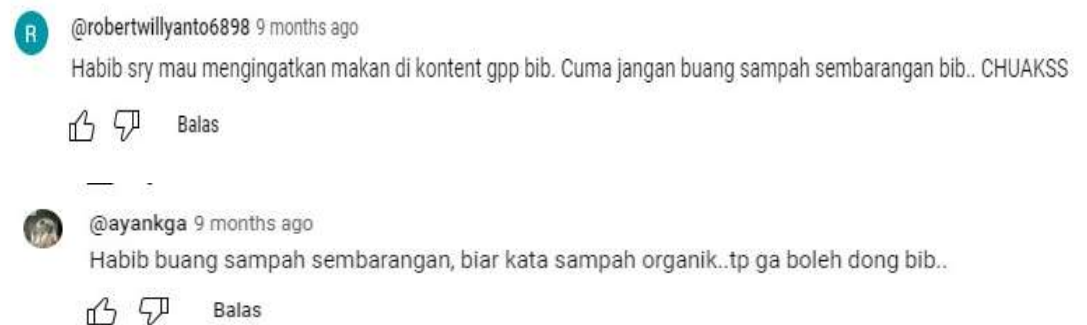 R
@robertwillyanto6898 9 months ago
Habib sry mau mengingatkan makan di kontent gpp bib. Cuma jangan buang sampah sembarangan bib.. CHUAKSS
Balas
@ayankga 9 months ago
Habib buang sampah sembarangan, biar kata sampah organik..tp ga boleh dong bib..
Balas